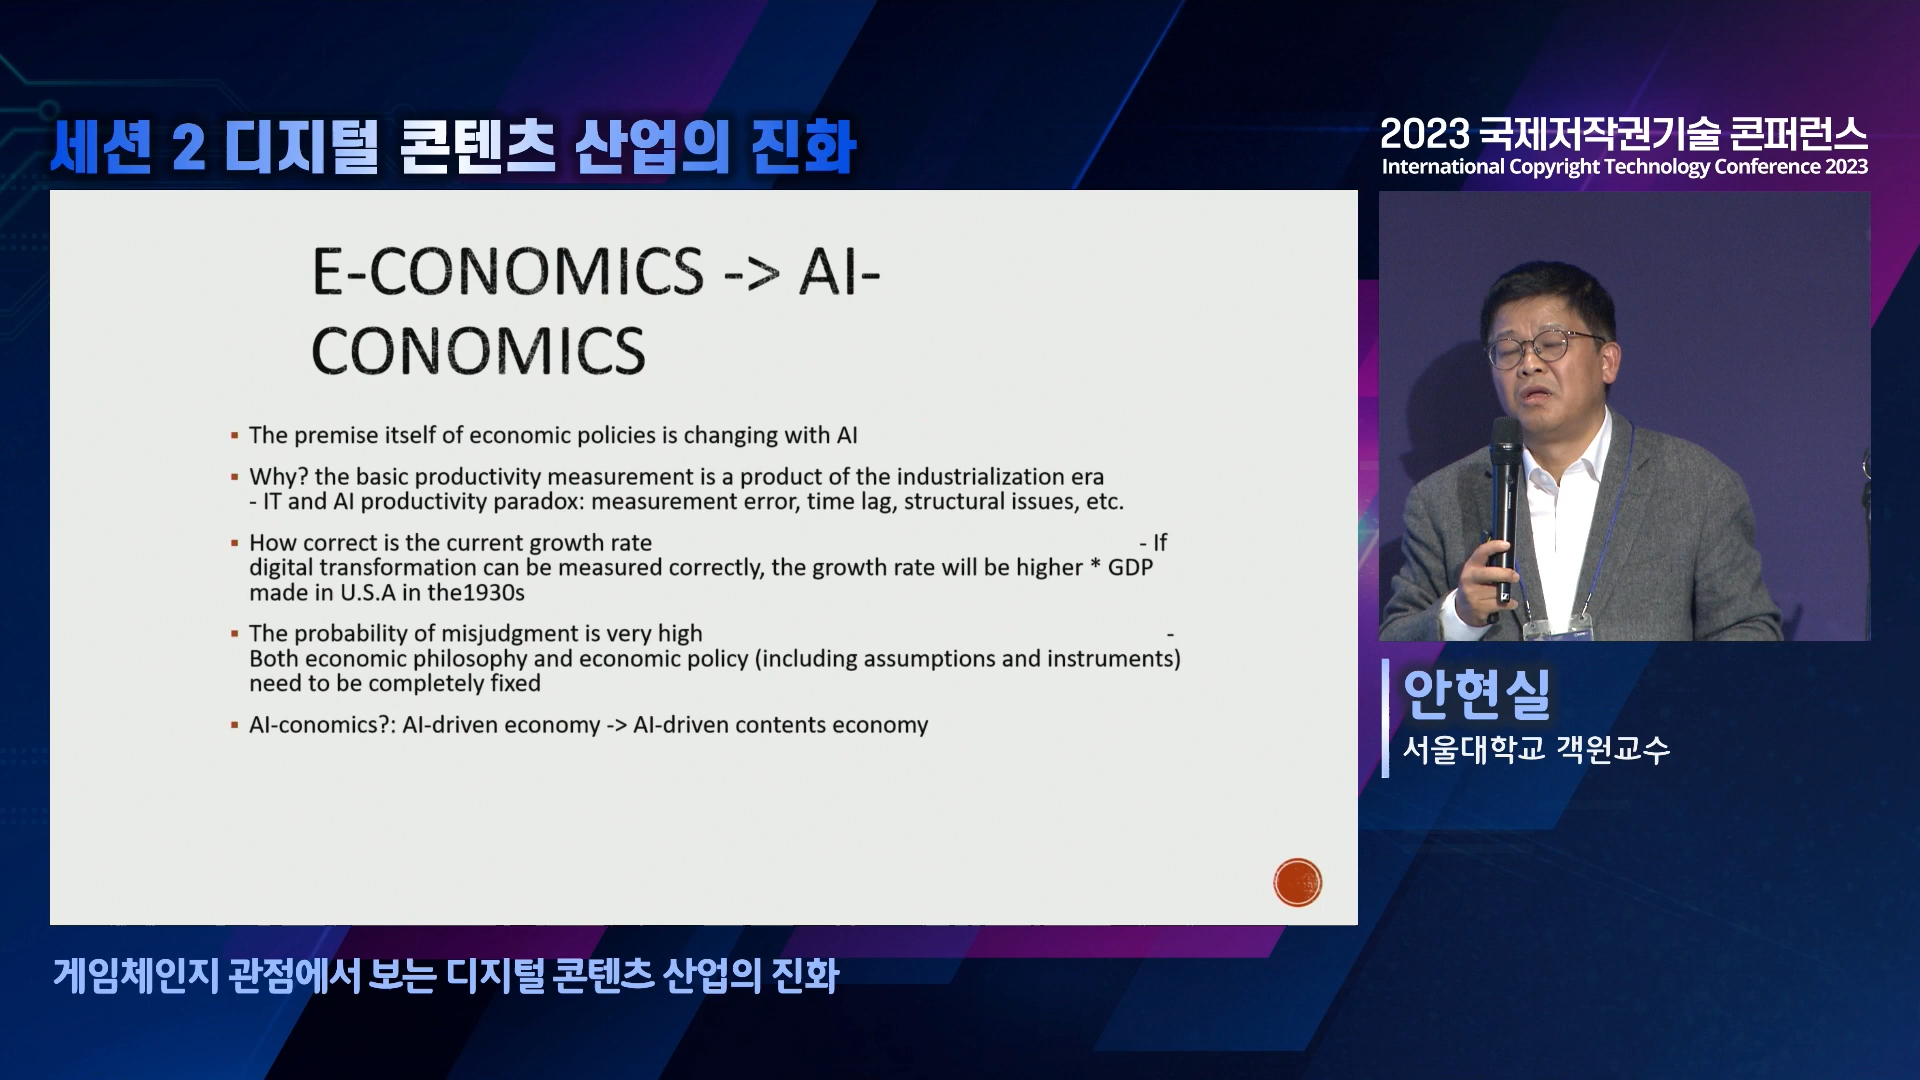 세션 2 디지털 콘텐츠 산업의 진화
2023 국제저작권기술 콘퍼런스
International Copyright Technology Conference 2023
E-CONOMICS -> AI-
CONOMICS
▪ The premise itself of economic policies is changing with AI
▪ Why? the basic productivity measurement is a product of the industrialization era
- IT and AI productivity paradox: measurement error, time lag, structural issues, etc.
▪ How correct is the current growth rate - If
digital transformation can be measured correctly, the growth rate will be higher * GDP
made in U.S.A in the1930s
▪ The probability of misjudgment is very high -
Both economic philosophy and economic policy (including assumptions and instruments)
need to be completely fixed
▪ AI-conomics?: AI-driven economy -> AI-driven contents economy
안현실
서울대학교 객원교수
게임체인지 관점에서 보는 디지털 콘텐츠 산업의 진화